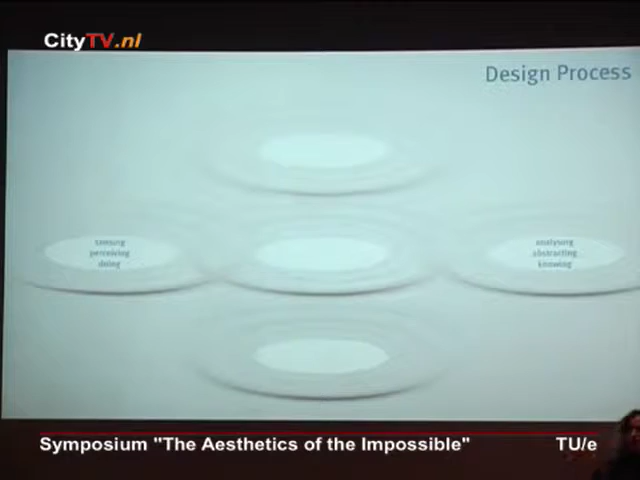 CityTV.nl
Design Process
sensing
perceiving
doing
analysing
abstracting
knowing
Symposium "The Aesthetics of the Impossible"
TU/e